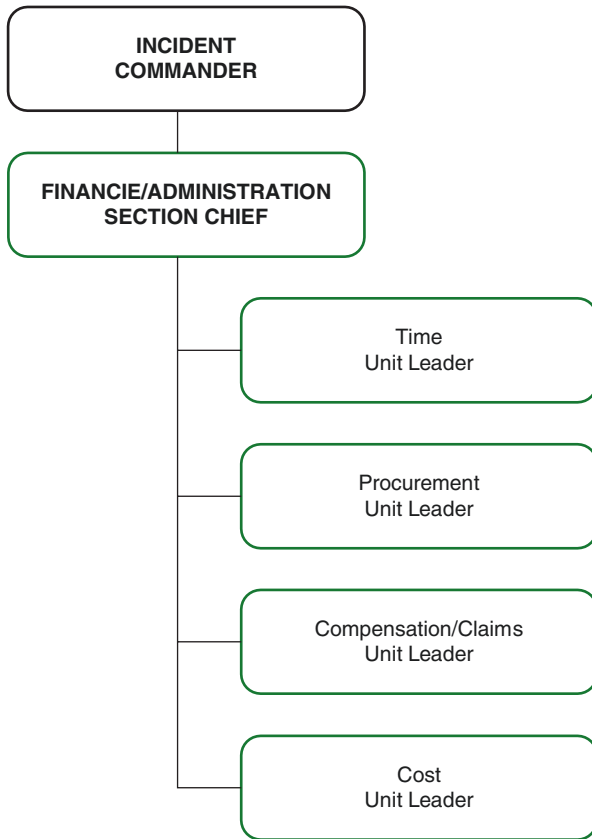 INCIDENT
COMMANDER
FINANCIE/ADMINISTRATION
SECTION CHIEF
Time
Unit Leader
Procurement
Unit Leader
Compensation/Claims
Unit Leader
Cost
Unit Leader